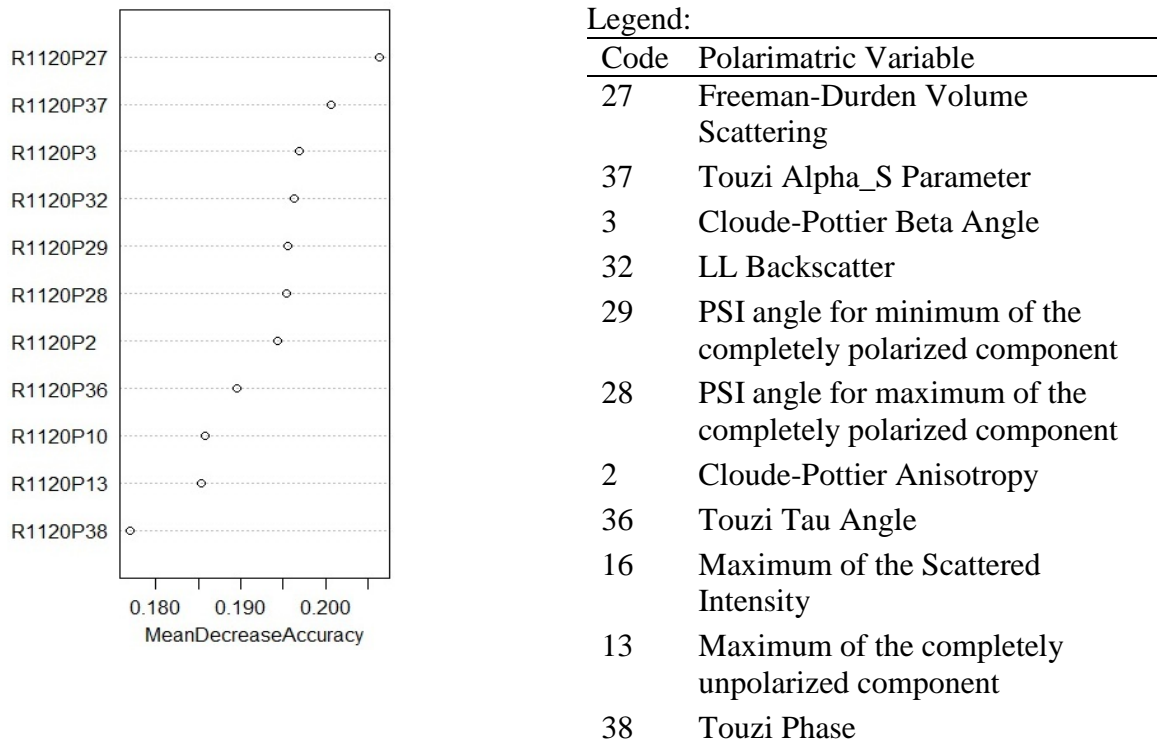 R1120P27
R1120P37
R1120P3
R1120P32
R1120P29
R1120P28
R1120P2
R1120P36
R1120P10
R1120P13
R1120P38
0.180 0.190 0.200
MeanDecreaseAccuracy
Legend:
Code Polarimatric Variable
27 Freeman-Durden Volume
Scattering
37 Touzi Alpha_S Parameter
3 Cloude-Pottier Beta Angle
32 LL Backscatter
29 PSI angle for minimum of the
completely polarized component
28 PSI angle for maximum of the
completely polarized component
2 Cloude-Pottier Anisotropy
36 Touzi Tau Angle
16 Maximum of the Scattered
Intensity
13 Maximum of the completely
unpolarized component
38 Touzi Phase